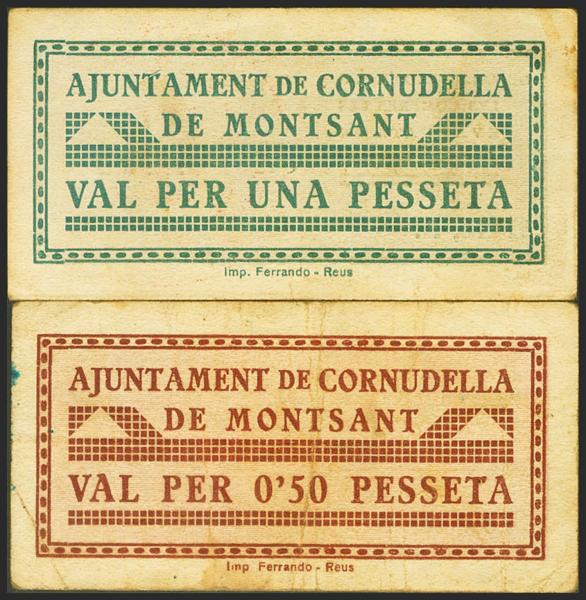 AJUNTAMENT DE CORNUDELLA
DE MONTSANT
VAL PER UNA PESSETA
Imp. Ferrando - Reus
AJUNTAMENT DE CORNUDELLA
DE MONTSANT
VAL PER 0'50 PESSETA
Imp Ferrando - Reus